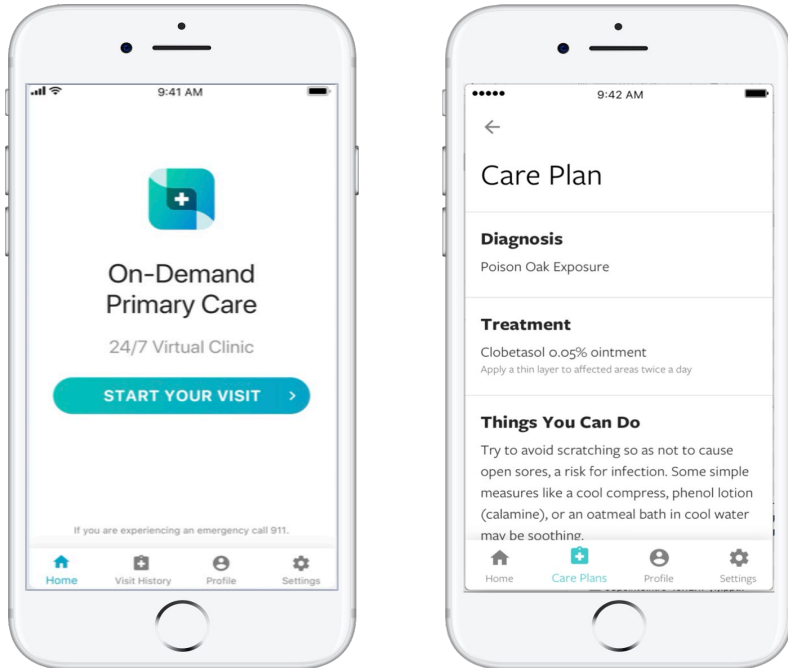 9:41 AM
On-Demand
Primary Care
24/7 Virtual Clinic
START YOUR VISIT >
If you are experiencing an emergency call 911.
Home Visit History Profile Settings
9:42 AM
Care Plan
Diagnosis
Poison Oak Exposure
Treatment
Clobetasol 0.05% ointment
Apply a thin layer to affected areas twice a day
Things You Can Do
Try to avoid scratching so as not to cause
open sores, a risk for infection. Some simple
measures like a cool compress, phenol lotion
(calamine), or an oatmeal bath in cool water
may be soothing.
Home Care Plans Profile Settings